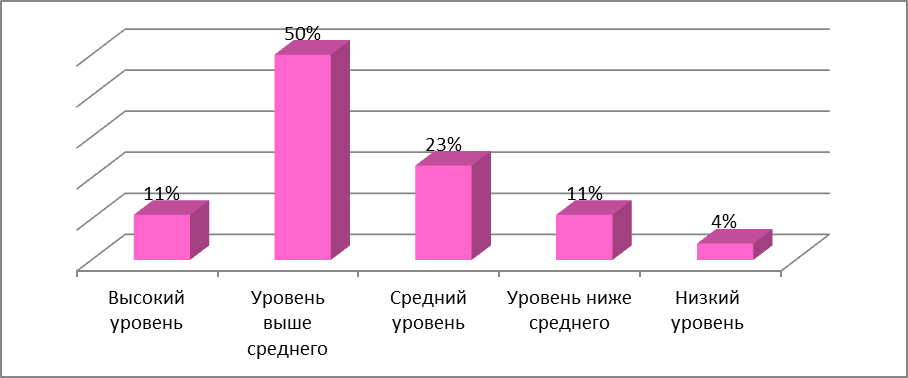 50%
23%
11%
11%
4%
Высокий
уровень
Уровень
выше
среднего
Средний
уровень
Уровень ниже
среднего
Низкий
уровень